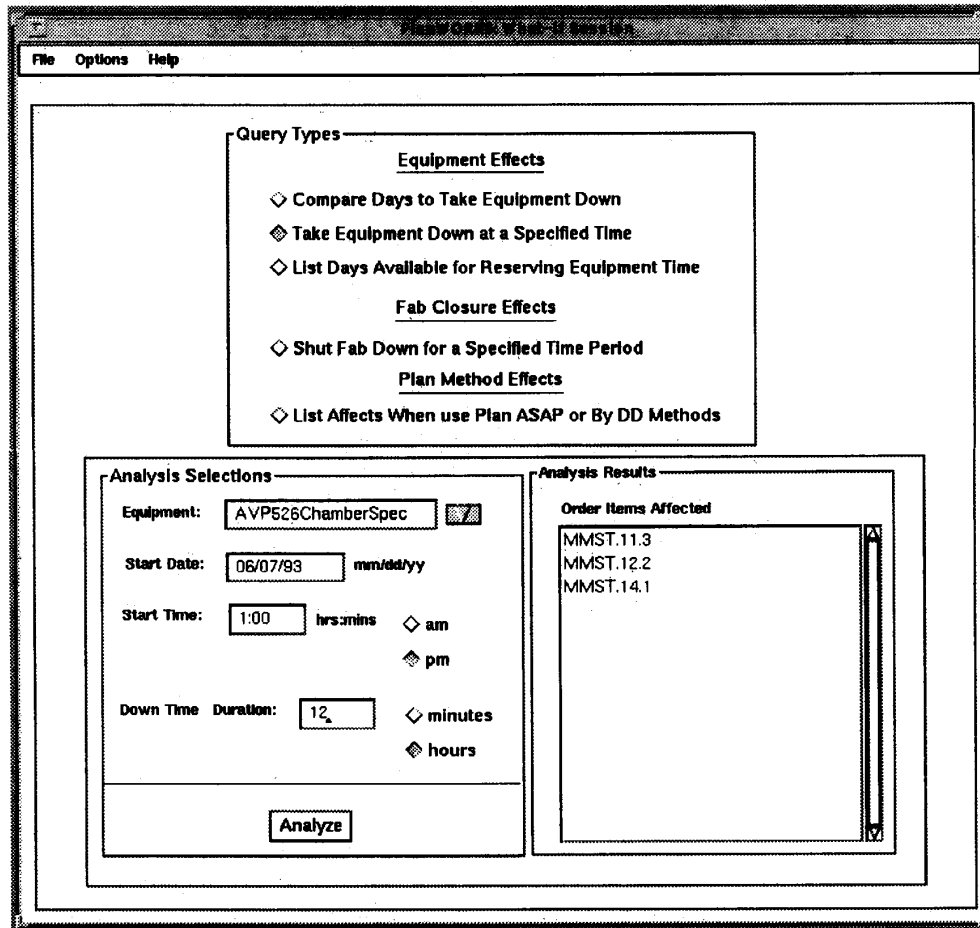 PlanWORKS What-If Session
File Options Help
Query Types
Equipment Effects
Compare Days to Take Equipment Down
Take Equipment Down at a Specified Time
List Days Available for Reserving Equipment Time
Fab Closure Effects
Shut Fab Down for a Specified Time Period
Plan Method Effects
List Affects When use Plan ASAP or By DD Methods
Analysis Selections
Equipment: AVP526ChamberSpec
Start Date: 06/07/93 mm/dd/yy
Start Time: 1:00 hrs:mins
am
pm
Down Time Duration: 12
minutes
hours
Analyze
Analysis Results
Order Items Affected
MMST.11.3
MMST.12.2
MMST.14.1